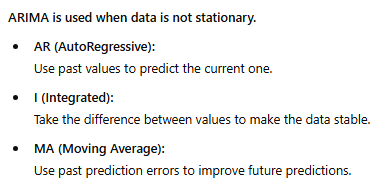 ARIMA is used when data is not stationary.
• AR (AutoRegressive):
Use past values to predict the current one.
• I (Integrated):
Take the difference between values to make the data stable.
• MA (Moving Average):
Use past prediction errors to improve future predictions.